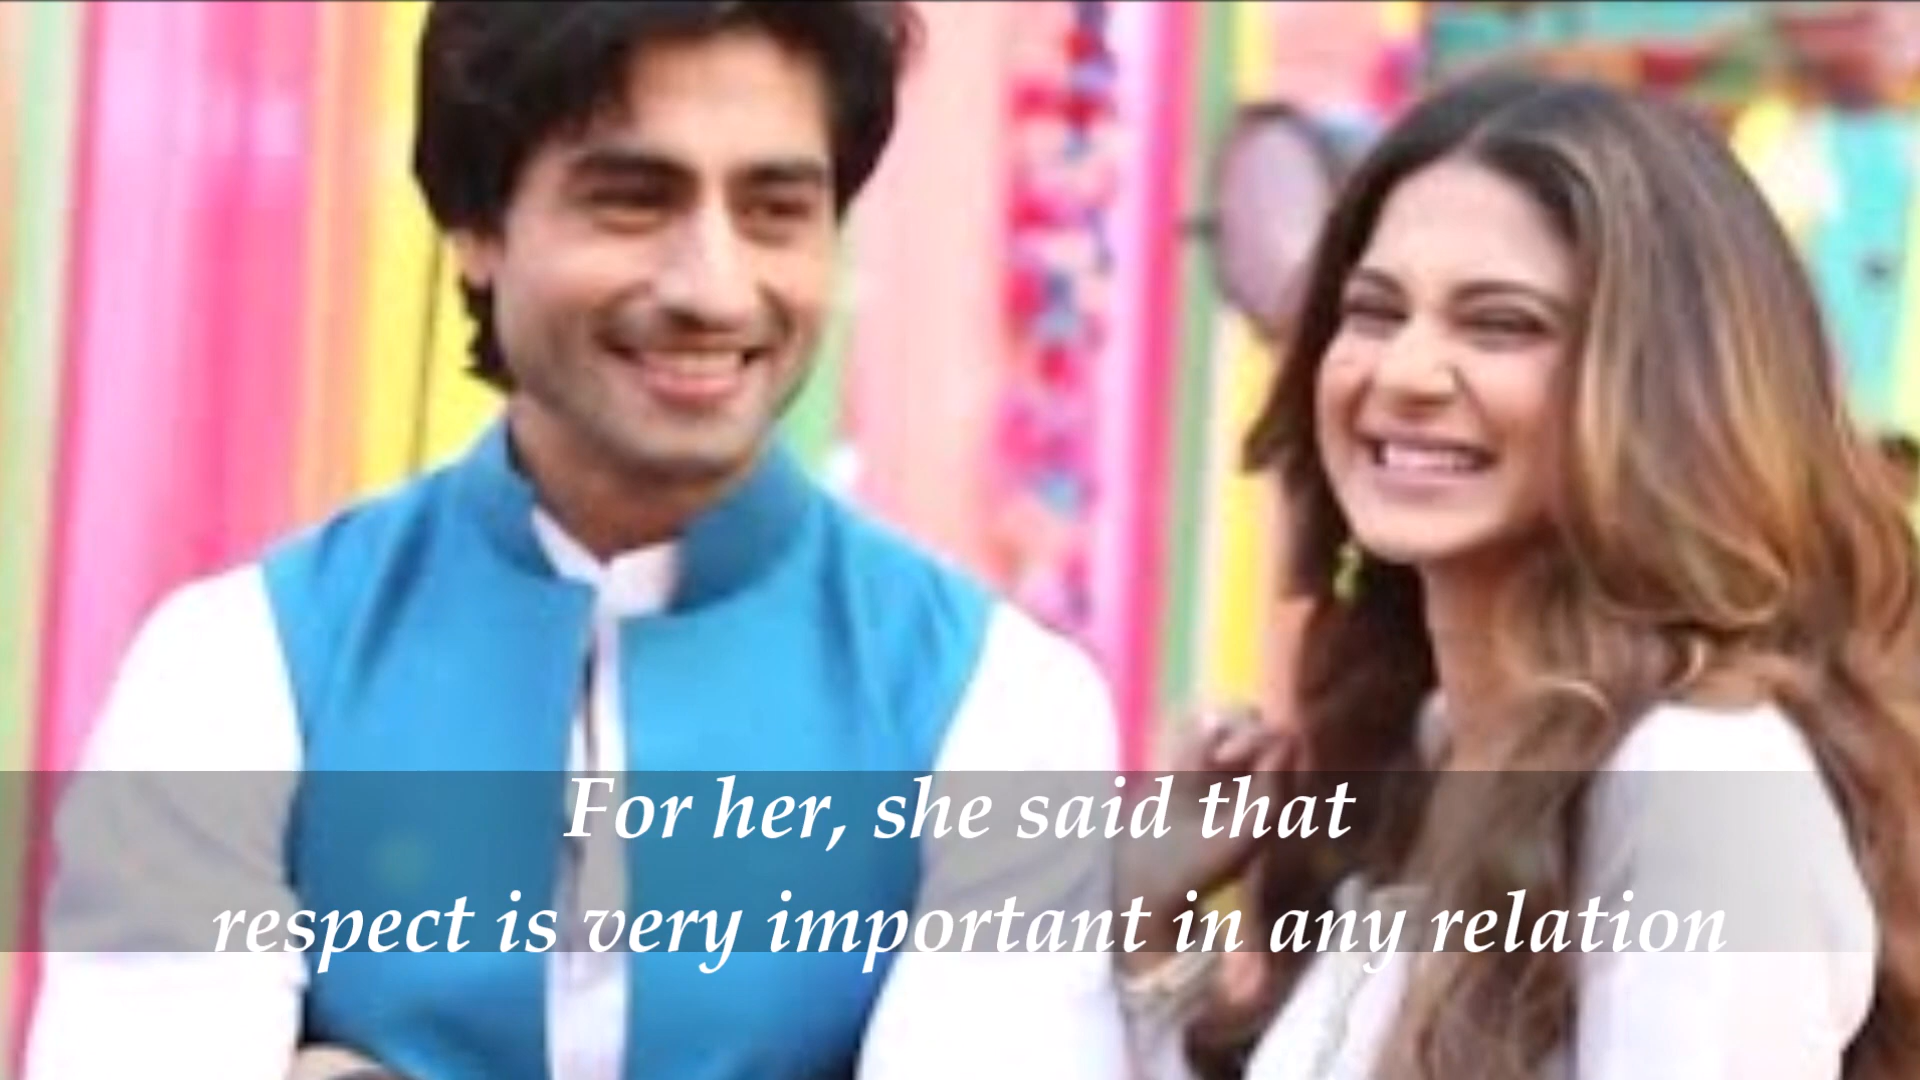 For her, she said that
respect is very important in any relation